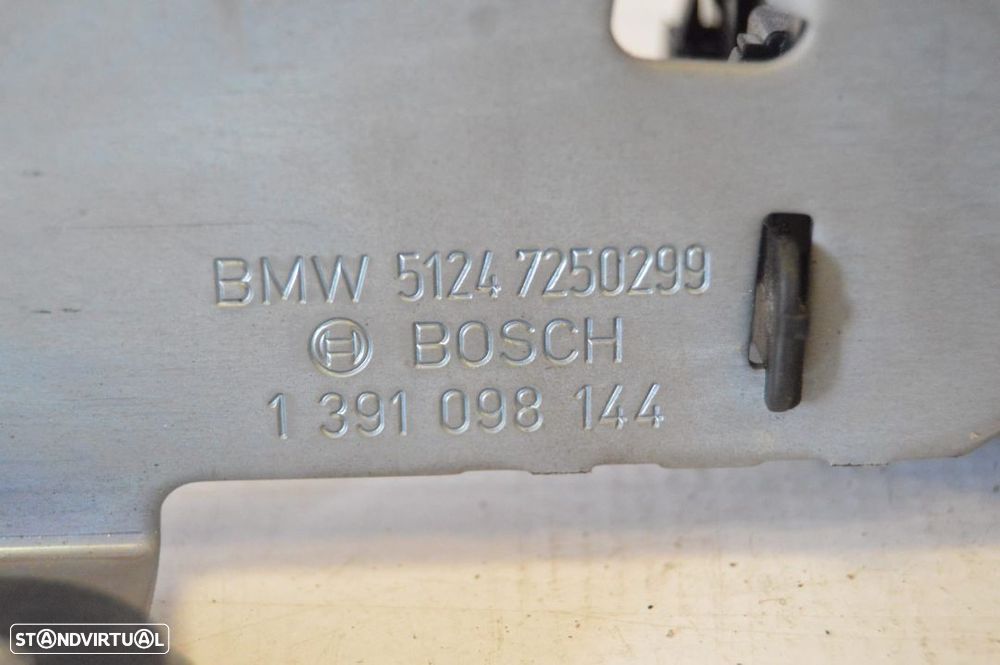 BMW 5124 7250299
BOSCH
1 391 098 144
STANDVIRTUAL